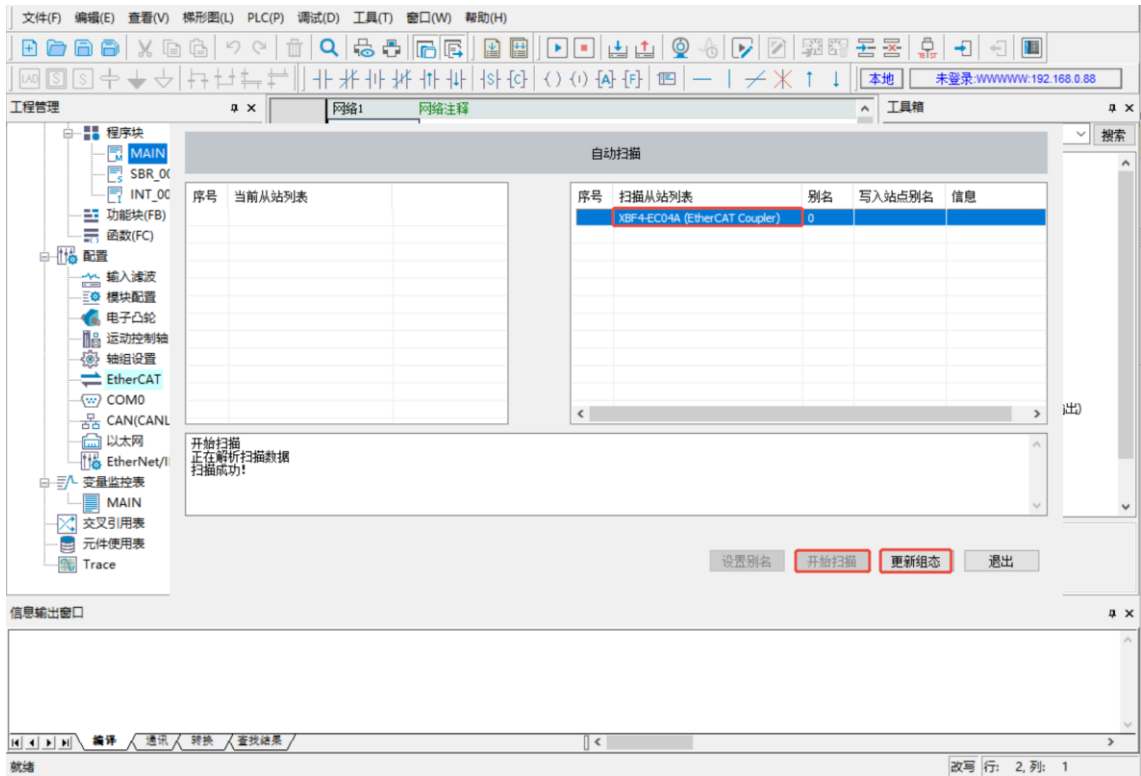 文件(F) 编辑(E) 查看(V) 梯形图(L) PLC(P) 调试(D) 工具(T) 窗口(W) 帮助(H)
本地 未登录:WWWWW:192.168.0.88
工程管理
网络1 网络注释
工具箱
搜索
程序块
MAIN
SBR_00
INT_00
功能块(FB)
函数(FC)
配置
输入滤波
模块配置
电子凸轮
运动控制轴
轴组设置
EtherCAT
COM0
CAN(CANL
以太网
EtherNet/I
变量监控表
MAIN
交叉引用表
元件使用表
Trace
自动扫描
序号 当前从站列表
序号 扫描从站列表 别名 写入站点别名 信息
XBF4-EC04A (EtherCAT Coupler) 0
出)
开始扫描
正在解析扫描数据
扫描成功!
设置别名 开始扫描 更新组态 退出
信息输出窗口
编译 通讯 转换 查找结果
就绪
改写 行: 2, 列: 1